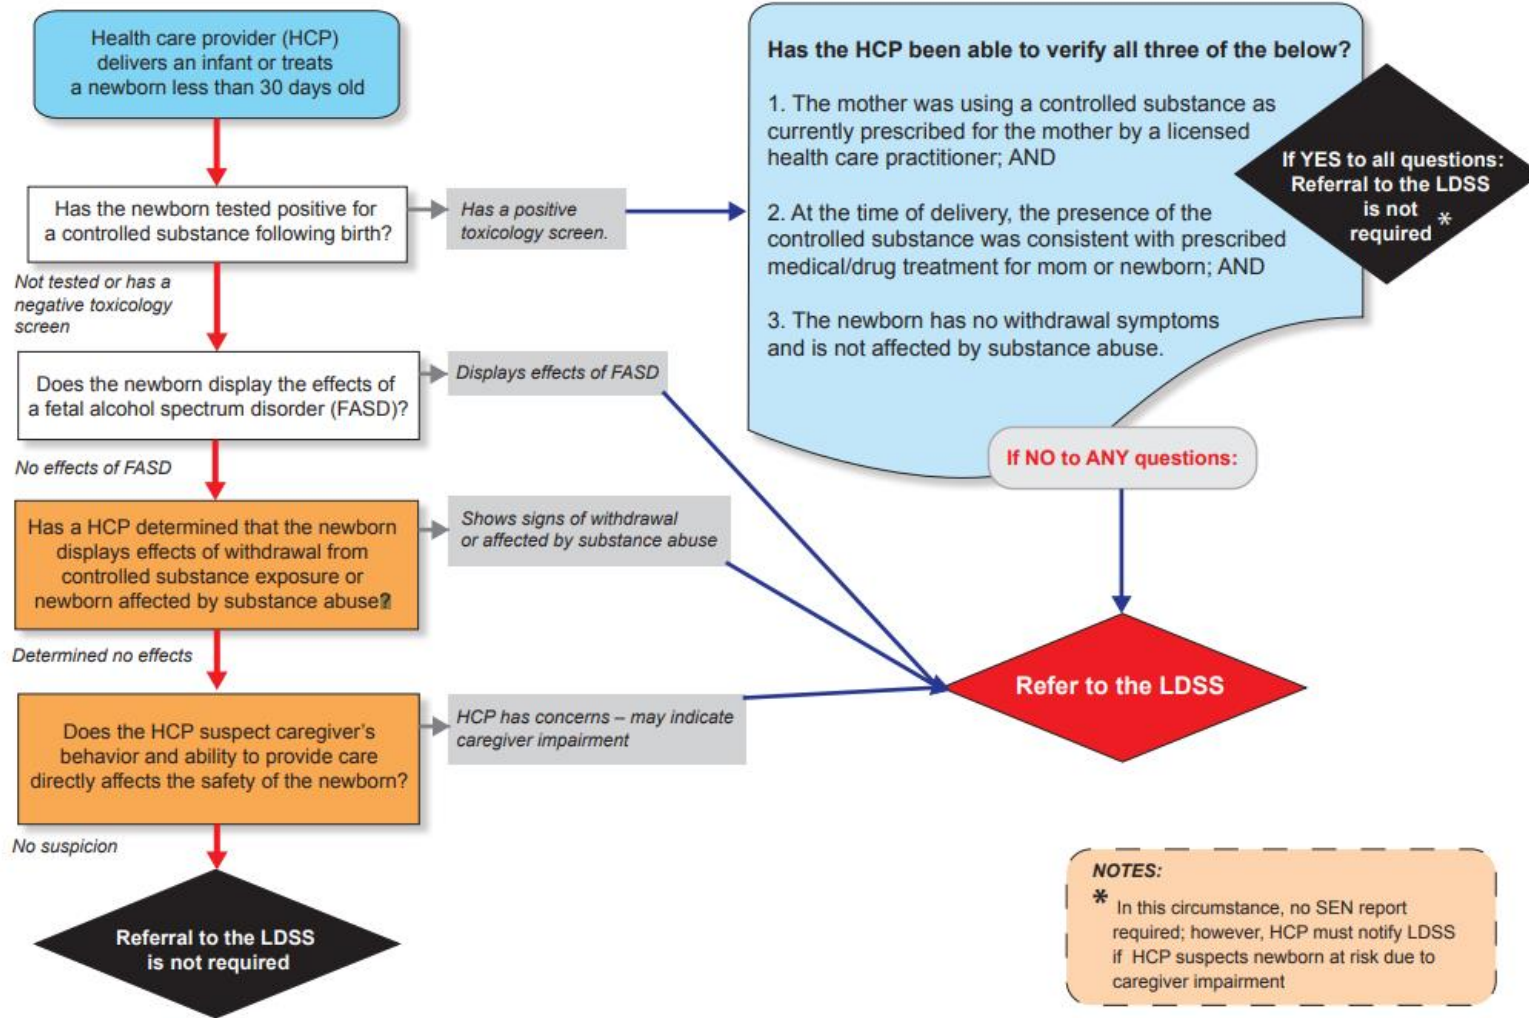 Health care provider (HCP)
delivers an infant or treats
a newborn less than 30 days old
Has the newborn tested positive for
a controlled substance following birth?
Has a positive
toxicology screen.
Not tested or has a
negative toxicology
screen
Does the newborn display the effects of
a fetal alcohol spectrum disorder (FASD)?
Displays effects of FASD
No effects of FASD
Has a HCP determined that the newborn
displays effects of withdrawal from
controlled substance exposure or
newborn affected by substance abuse?
Shows signs of withdrawal
or affected by substance abuse
Determined no effects
Does the HCP suspect caregiver's
behavior and ability to provide care
directly affects the safety of the newborn?
HCP has concerns – may indicate
caregiver impairment
No suspicion
Referral to the LDSS
is not required
Has the HCP been able to verify all three of the below?
1. The mother was using a controlled substance as
currently prescribed for the mother by a licensed
health care practitioner; AND
2. At the time of delivery, the presence of the
controlled substance was consistent with prescribed
medical/drug treatment for mom or newborn; AND
3. The newborn has no withdrawal symptoms
and is not affected by substance abuse.
If YES to all questions:
Referral to the LDSS
is not
required *
If NO to ANY questions:
Refer to the LDSS
NOTES:
* In this circumstance, no SEN report
required; however, HCP must notify LDSS
if HCP suspects newborn at risk due to
caregiver impairment